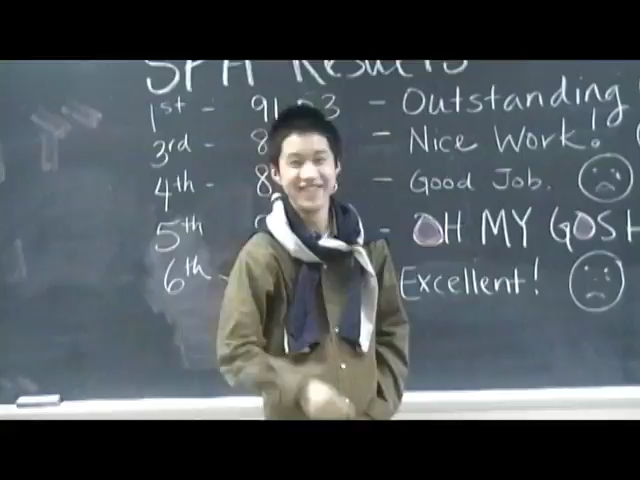 Results
1st - 91 3 - Outstanding
3rd - 8 - Nice Work!
4th - 8 - Good Job.
5th - OH MY GOSH
6th - Excellent!